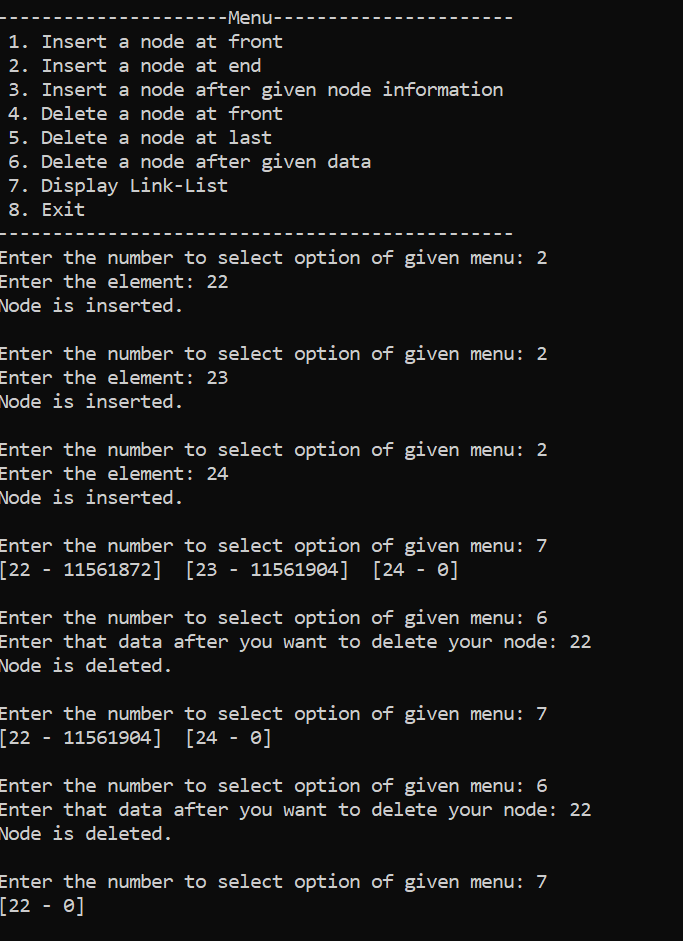 ---------------------Menu----------------------
1. Insert a node at front
2. Insert a node at end
3. Insert a node after given node information
4. Delete a node at front
5. Delete a node at last
6. Delete a node after given data
7. Display Link-List
8. Exit
-----------------------------------------------
Enter the number to select option of given menu: 2
Enter the element: 22
Node is inserted.

Enter the number to select option of given menu: 2
Enter the element: 23
Node is inserted.

Enter the number to select option of given menu: 2
Enter the element: 24
Node is inserted.

Enter the number to select option of given menu: 7
[22 - 11561872]  [23 - 11561904]  [24 - 0]

Enter the number to select option of given menu: 6
Enter that data after you want to delete your node: 22
Node is deleted.

Enter the number to select option of given menu: 7
[22 - 11561904]  [24 - 0]

Enter the number to select option of given menu: 6
Enter that data after you want to delete your node: 22
Node is deleted.

Enter the number to select option of given menu: 7
[22 - 0]